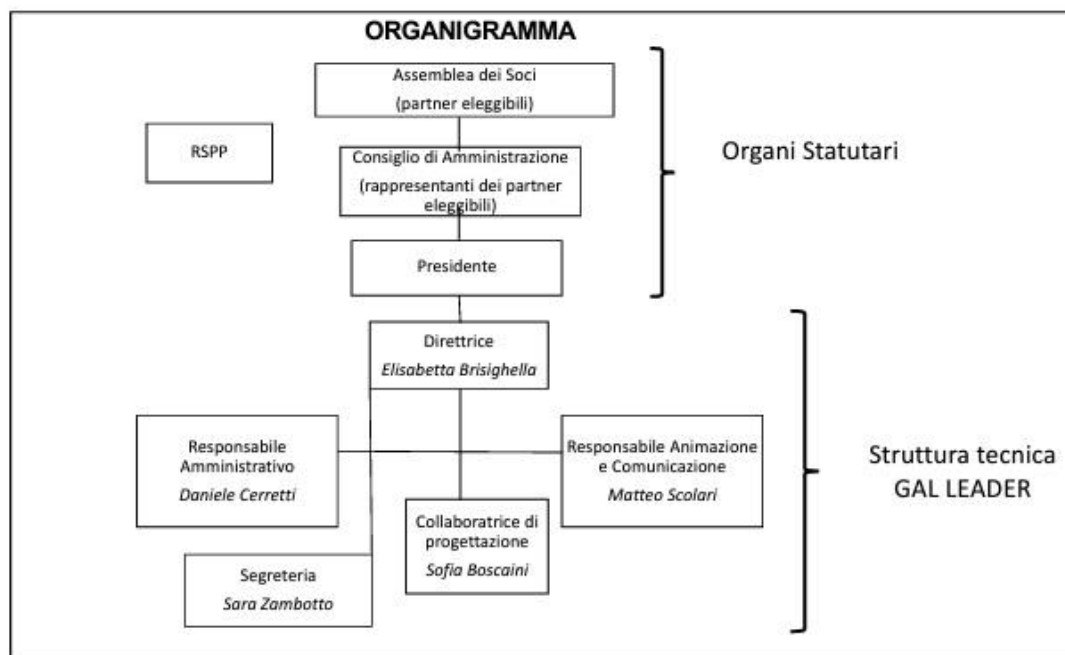 ORGANIGRAMMA
Assemblea dei Soci
(partner eleggibili)
RSPP
Consiglio di Amministrazione
(rappresentanti dei partner
eleggibili)
Organi Statutari
Presidente
Direttrice
Elisabetta Brisighella
Responsabile
Amministrativo
Daniele Cerretti
Responsabile Animazione
e Comunicazione
Matteo Scolari
Struttura tecnica
GAL LEADER
Collaboratrice di
progettazione
Sofia Boscaini
Segreteria
Sara Zambotto